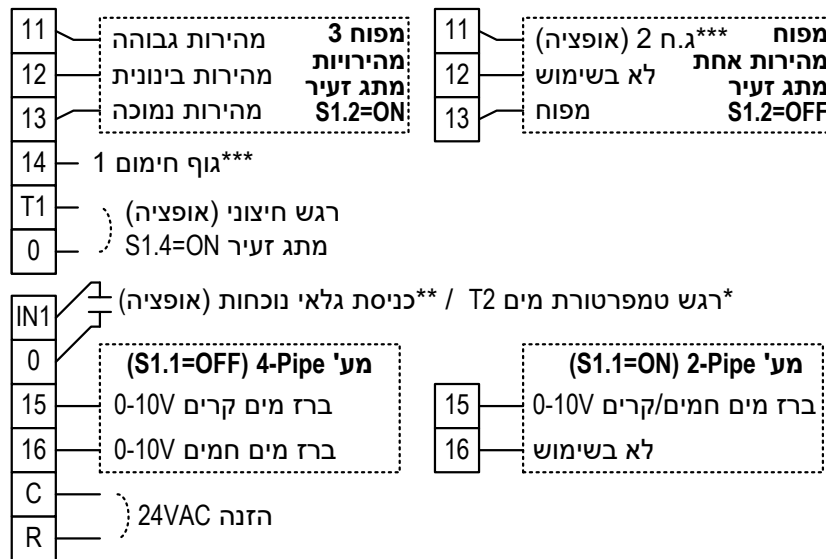 11
מהירות גבוהה
מפוח 3
מהירויות
12
מהירות בינונית
מתג זעיר
13
מהירות נמוכה
S1.2=ON
11
***ג.ח 2 (אופציה)
מפוח
מהירות אחת
12
לא בשימוש
מתג זעיר
13
מפוח
S1.2=OFF
14
***גוף חימום 1
T1
רגש חיצוני (אופציה)
0
מתג זעיר S1.4=ON
IN1
*רגש טמפרטורת מים T2 / **כניסת גלאי נוכחות (אופציה)
0
מע' 4-Pipe (S1.1=OFF)
15
ברז מים קרים 0-10V
16
ברז מים חמים 0-10V
מע' 2-Pipe (S1.1=ON)
15
ברז מים חמים/קרים 0-10V
16
לא בשימוש
C
הזנה 24VAC
R